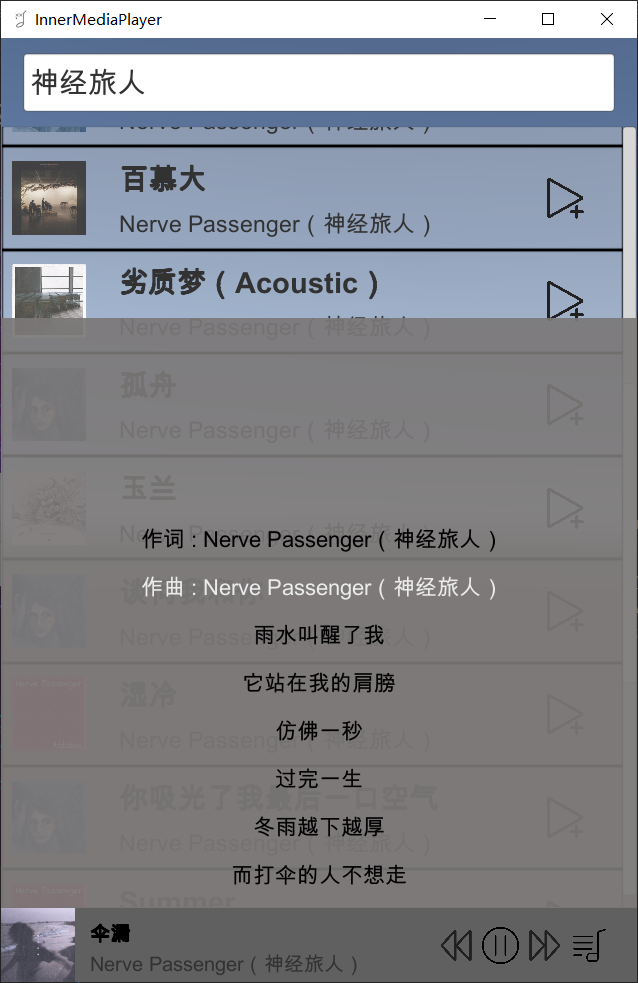 InnerMediaPlayer
神经旅人
Nerve Passenger（神经旅人）
百慕大
Nerve Passenger（神经旅人）
劣质梦（Acoustic）
Nerve Passenger（神经旅人）
孤舟
Nerve Passenger（神经旅人）
玉兰
Nerve Passenger（神经旅人）
作词 : Nerve Passenger（神经旅人）
作曲 : Nerve Passenger（神经旅人）
雨水叫醒了我
Nerve Passenger（神经旅人）
它站在我的肩膀
湿冷
仿佛一秒
Nerve Passenger（神经旅人）
过完一生
你吸光了我最后一口空气
冬雨越下越厚
Nerve Passenger（神经旅人）
而打伞的人不想走
Summer
伞漏
Nerve Passenger（神经旅人）